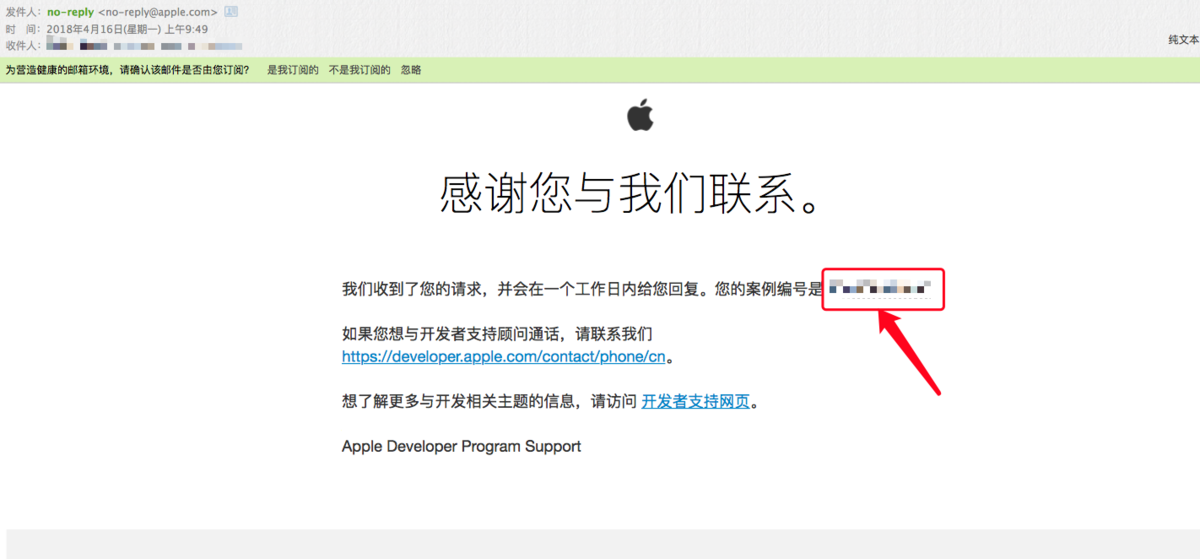 发件人：no-reply <no-reply@apple.com>
时　间：2018年4月16日(星期一) 上午9:49
收件人：
纯文本
为营造健康的邮箱环境，请确认该邮件是否由您订阅？ 是我订阅的 不是我订阅的 忽略
感谢您与我们联系。
我们收到了您的请求，并会在一个工作日内给您回复。您的案例编号是
如果您想与开发者支持顾问通话，请联系我们
https://developer.apple.com/contact/phone/cn。
想了解更多与开发相关主题的信息，请访问 开发者支持网页。
Apple Developer Program Support